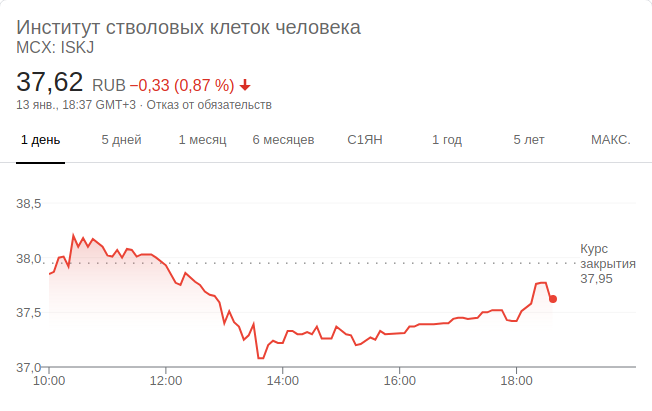 Институт стволовых клеток человека
MCX: ISKJ
37,62 RUB −0,33 (0,87 %)
13 янв., 18:37 GMT+3 · Отказ от обязательств
1 день 5 дней 1 месяц 6 месяцев С1ЯН 1 год 5 лет МАКС.
38,5
38,0
37,5
37,0
Курс
закрытия
37,95
10:00 12:00 14:00 16:00 18:00